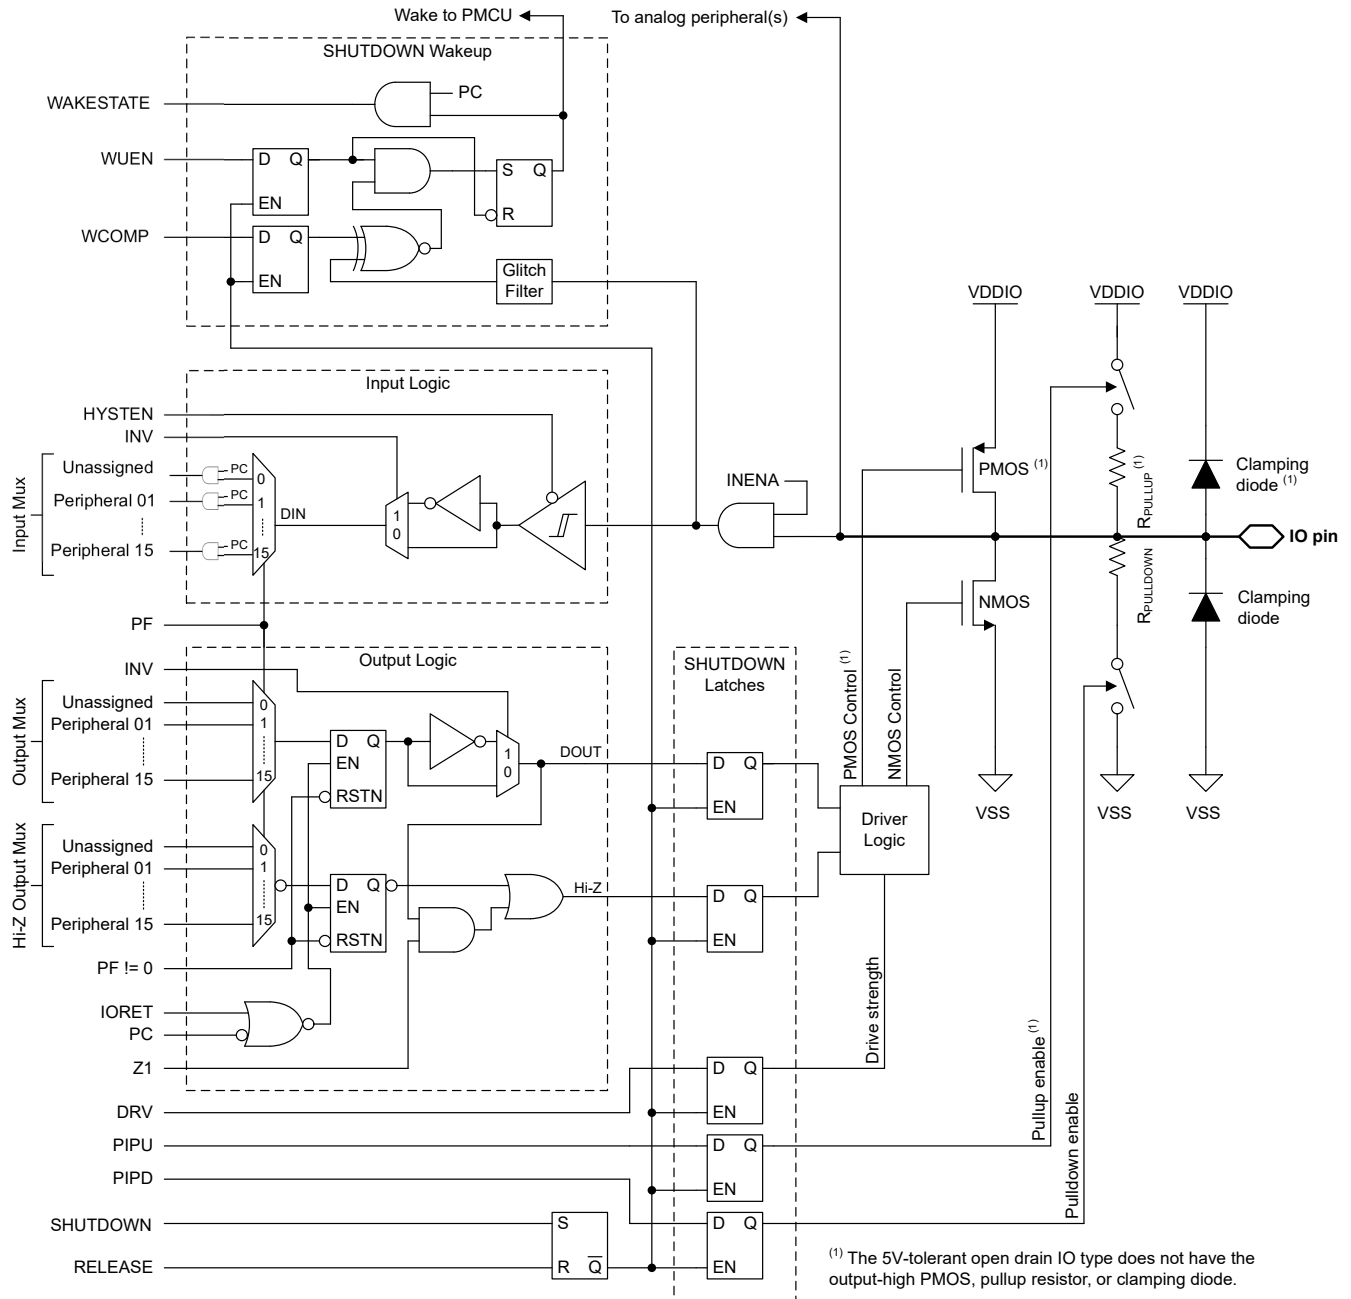 Wake to PMCU
To analog peripheral(s)
SHUTDOWN Wakeup
WAKESTATE
PC
WUEN
D Q
EN
S Q
R
WCOMP
D Q
EN
Glitch
Filter
VDDIO
VDDIO
VDDIO
Input Logic
HYSTEN
INV
Input Mux
Unassigned
PC
0
Peripheral 01
PC
1
Peripheral 15
PC
15
DIN
1
0
INENA
PMOS (1)
RPULLUP (1)
Clamping
diode (1)
IO pin
RPULLDOWN
NMOS
Clamping
diode
PF
Output Logic
INV
SHUTDOWN
Latches
PMOS Control (1)
NMOS Control
Output Mux
Unassigned
0
Peripheral 01
1
Peripheral 15
15
D Q
EN
RSTN
1
0
DOUT
D Q
EN
Driver
Logic
VSS
VSS
VSS
Hi-Z Output Mux
Unassigned
0
Peripheral 01
1
Peripheral 15
15
D Q
EN
RSTN
Hi-Z
D Q
EN
PF != 0
IORET
PC
Z1
Drive strength
D Q
EN
DRV
Pullup enable (1)
PIPU
D Q
EN
Pulldown enable
PIPD
SHUTDOWN
S
D Q
EN
RELEASE
R Q
(1) The 5V-tolerant open drain IO type does not have the
output-high PMOS, pullup resistor, or clamping diode.